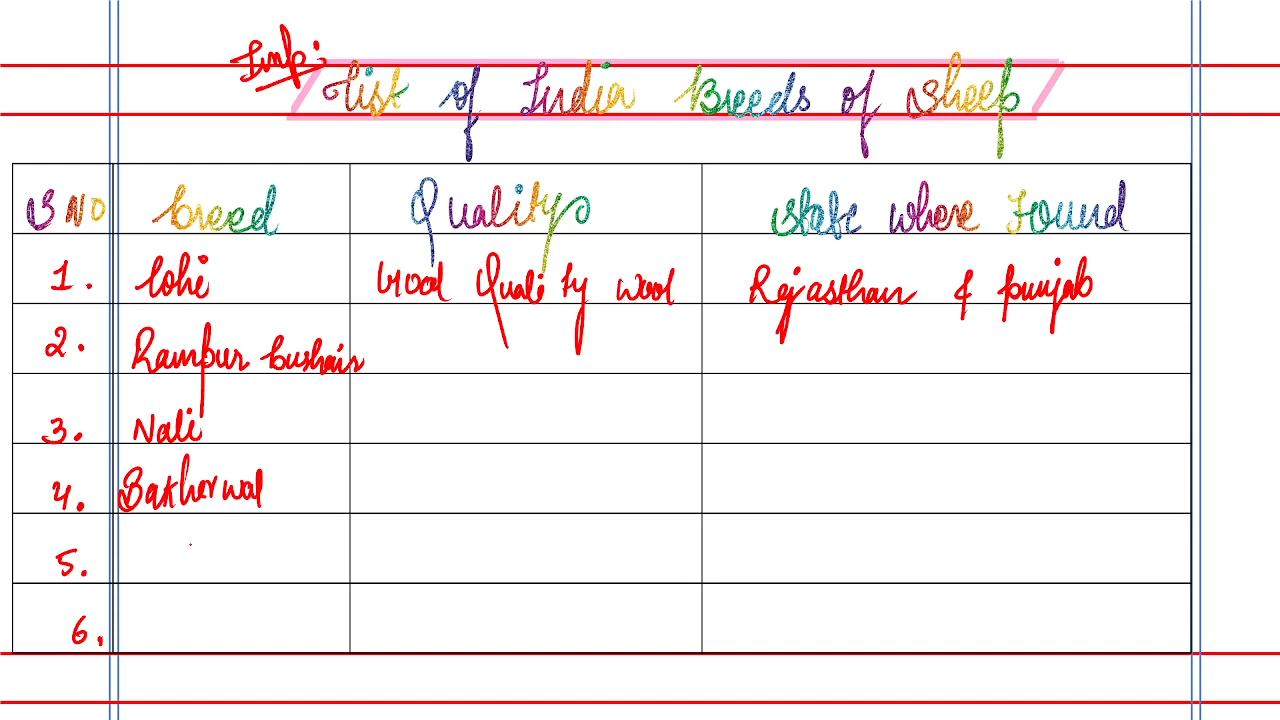 Imp:
List of India Breeds of Sheep
S NO breed Quality State where Found
1. lohi Good Quality wool Rajasthan & punjab
2. Rampur bushair
3. Nali
4. Bakherwal
5.
6.